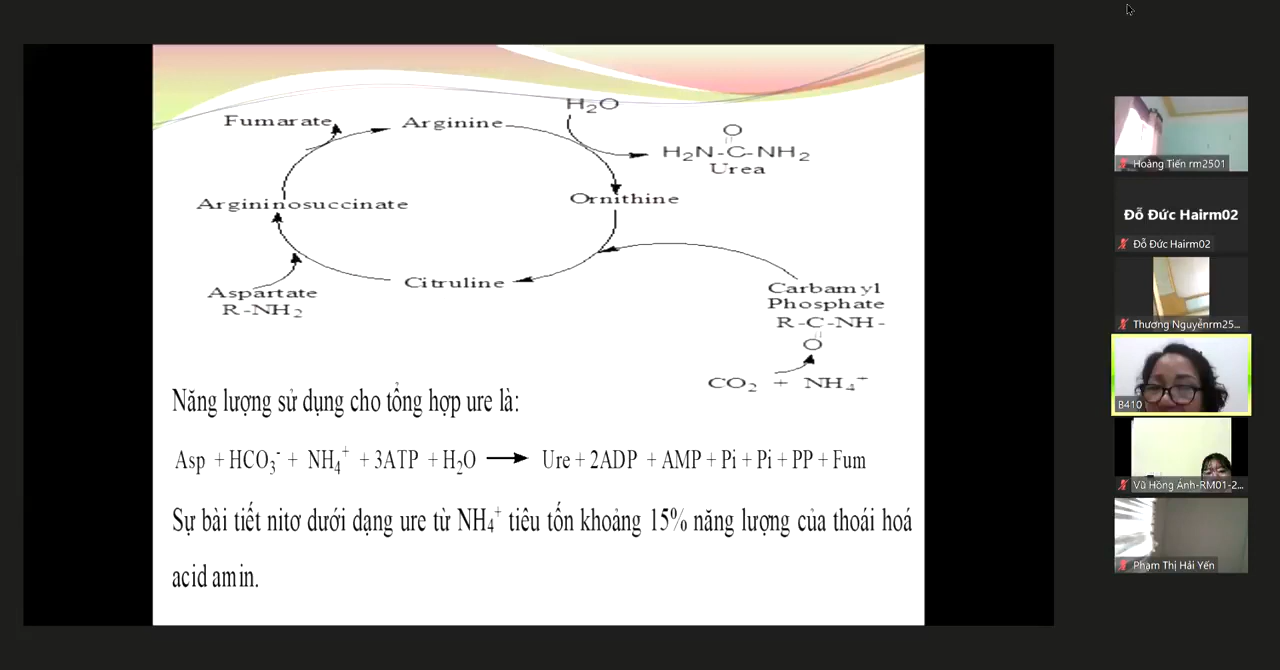 H₂O
Fumarate
Arginine
O
H₂N-C-NH₂
Urea
Argininosuccinate
Ornithine
Citruline
Aspartate
R-NH₂
Carbamyl
Phosphate
R-C-NH-
O
CO₂ + NH₄⁺
Năng lượng sử dụng cho tổng hợp ure là:
Asp + HCO₃⁻ + NH₄⁺ + 3ATP + H₂O → Ure + 2ADP + AMP + Pi + Pi + PP + Fum
Sự bài tiết nitơ dưới dạng ure từ NH₄⁺ tiêu tốn khoảng 15% năng lượng của thoái hoá
acid amin.
Hoàng Tiến rm2501
Đỗ Đức Hairm02
Đỗ Đức Hairm02
Thương Nguyễnrm25...
B410
Vũ Hồng Ánh-RM01-2...
Phạm Thị Hải Yến